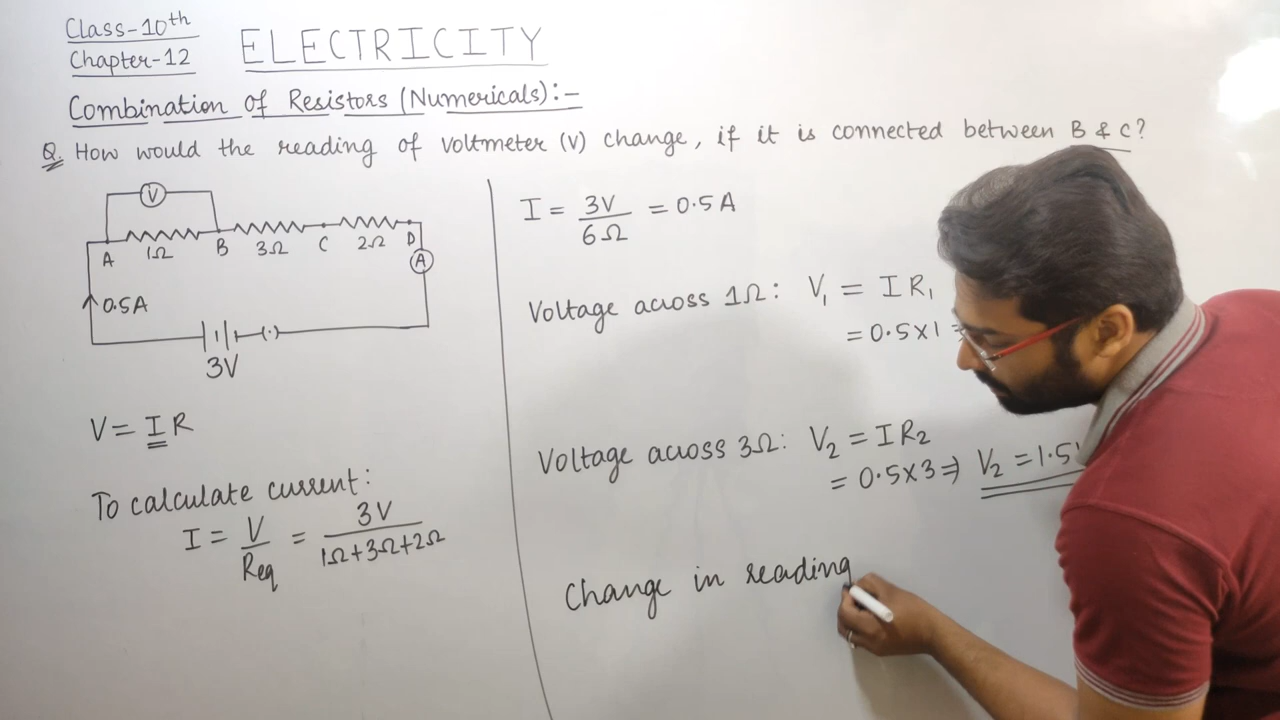 Class-10th
Chapter-12
ELECTRICITY
Combination of Resistors (Numericals):-
Q. How would the reading of voltmeter (V) change, if it is connected between B & C?
V
A 1Ω B 3Ω C 2Ω D
A
0.5A
3V
V = IR
To calculate current:
I = V/Req = 3V/1Ω+3Ω+2Ω
I = 3V/6Ω = 0.5A
Voltage across 1Ω: V₁ = IR₁
= 0.5×1
Voltage across 3Ω: V₂ = IR₂
= 0.5×3 ⇒ V₂ = 1.5
Change in reading